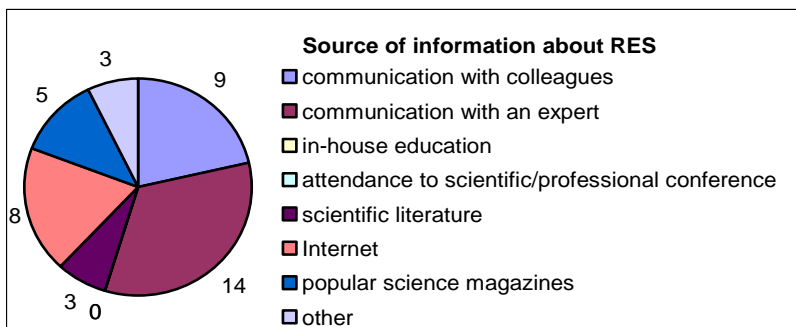 Source of information about RES
communication with colleagues
communication with an expert
in-house education
attendance to scientific/professional conference
scientific literature
Internet
popular science magazines
other
3
9
5
8
3
0
14